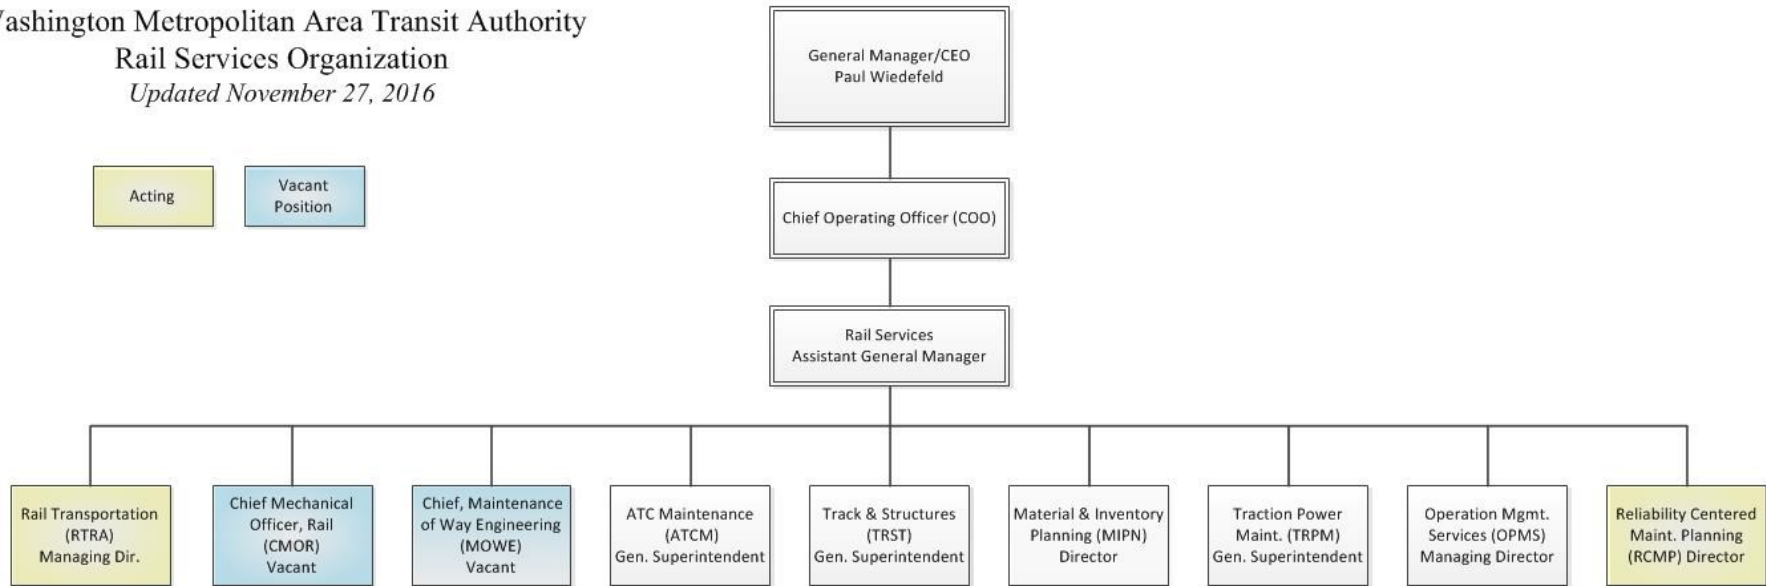 Metropolitan Area Transit Authority
Rail Services Organization
Updated November 27, 2016
Acting
Vacant
Position
General Manager/CEO
Paul Wiedefeld
Chief Operating Officer (COO)
Rail Services
Assistant General Manager
Rail Transportation
(RTRA)
Managing Dir.
Chief Mechanical
Officer, Rail
(CMOR)
Vacant
Chief, Maintenance
of Way Engineering
(MOWE)
Vacant
ATC Maintenance
(ATCM)
Gen. Superintendent
Track & Structures
(TRST)
Gen. Superintendent
Material & Inventory
Planning (MIPN)
Director
Traction Power
Maint. (TRPM)
Gen. Superintendent
Operation Mgmt.
Services (OPMS)
Managing Director
Reliability Centered
Maint. Planning
(RCMP) Director